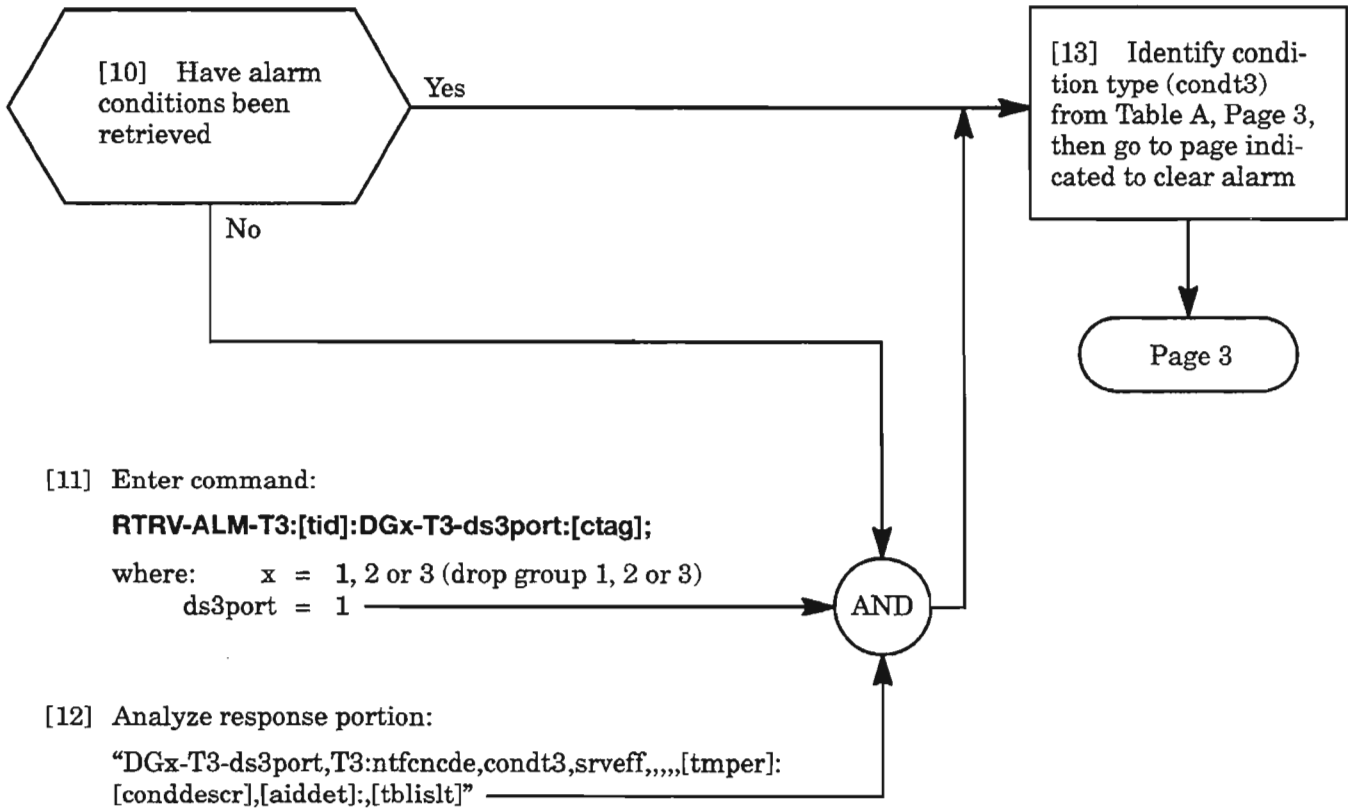 [10] Have alarm
conditions been
retrieved
Yes
No
[13] Identify condi-
tion type (condt3)
from Table A, Page 3,
then go to page indi-
cated to clear alarm
Page 3
[11] Enter command:
RTRV-ALM-T3:[tid]:DGx-T3-ds3port:[ctag];
where: x = 1, 2 or 3 (drop group 1, 2 or 3)
ds3port = 1
AND
[12] Analyze response portion:
“DGx-T3-ds3port,T3:ntfcncde,condt3,srveff,,,,,[tmper]:
[conddescr],[aiddet]:,[tblislt]”